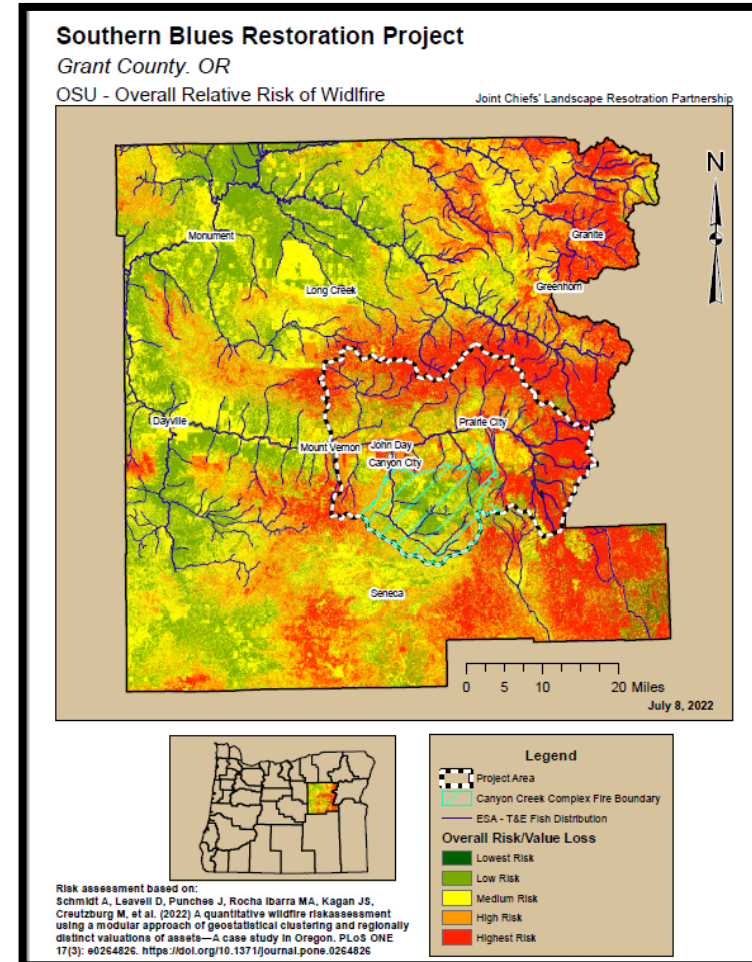 Southern Blues Restoration Project
Grant County. OR
OSU - Overall Relative Risk of Widlfire
Joint Chiefs' Landscape Resotration Partnership
N
Monument
Granite
Long Creek
Greenhorn
Dayville
Prairie City
Mount Vernon
John Day
Canyon City
Seneca
0 5 10 20 Miles
July 8, 2022
Legend
Project Area
Canyon Creek Complex Fire Boundary
ESA - T&E Fish Distribution
Overall Risk/Value Loss
Lowest Risk
Low Risk
Medium Risk
High Risk
Highest Risk
Risk assessment based on:
Schmidt A, Leavell D, Punches J, Rocha Ibarra MA, Kagan JS,
Creutzburg M, et al. (2022) A quantitative wildfire riskassessment
using a modular approach of geostatistical clustering and regionally
distinct valuations of assets—A case study in Oregon. PLoS ONE
17(3): e0264826. https://doi.org/10.1371/journal.pone.0264826